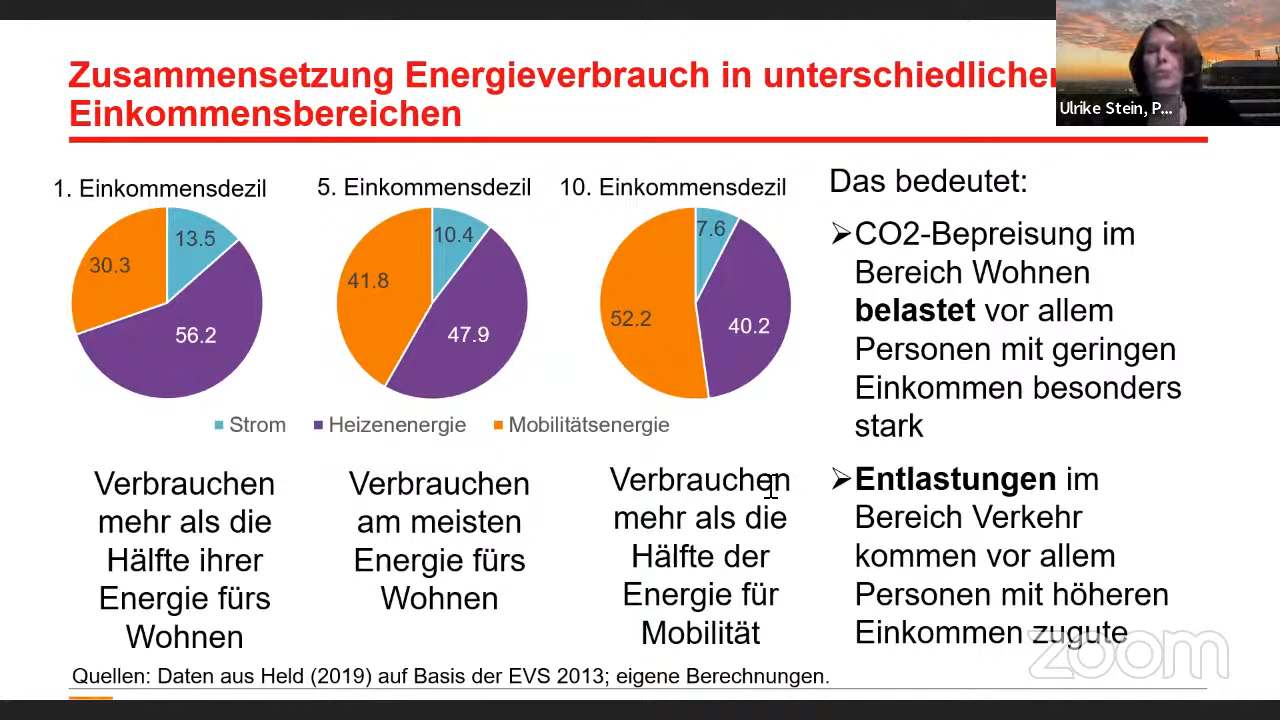 Zusammensetzung Energieverbrauch in unterschiedlichen
Einkommensbereichen
Ulrike Stein, P...
1. Einkommensdezil
5. Einkommensdezil
10. Einkommensdezil
13.5
30.3
56.2
10.4
41.8
47.9
7.6
52.2
40.2
Strom
Heizenenergie
Mobilitätsenergie
Verbrauchen
mehr als die
Hälfte ihrer
Energie fürs
Wohnen
Verbrauchen
am meisten
Energie fürs
Wohnen
Verbrauchen
mehr als die
Hälfte der
Energie für
Mobilität
Das bedeutet:
➢CO2-Bepreisung im
Bereich Wohnen
belastet vor allem
Personen mit geringen
Einkommen besonders
stark
➢Entlastungen im
Bereich Verkehr
kommen vor allem
Personen mit höheren
Einkommen zugute
zoom
Quellen: Daten aus Held (2019) auf Basis der EVS 2013; eigene Berechnungen.